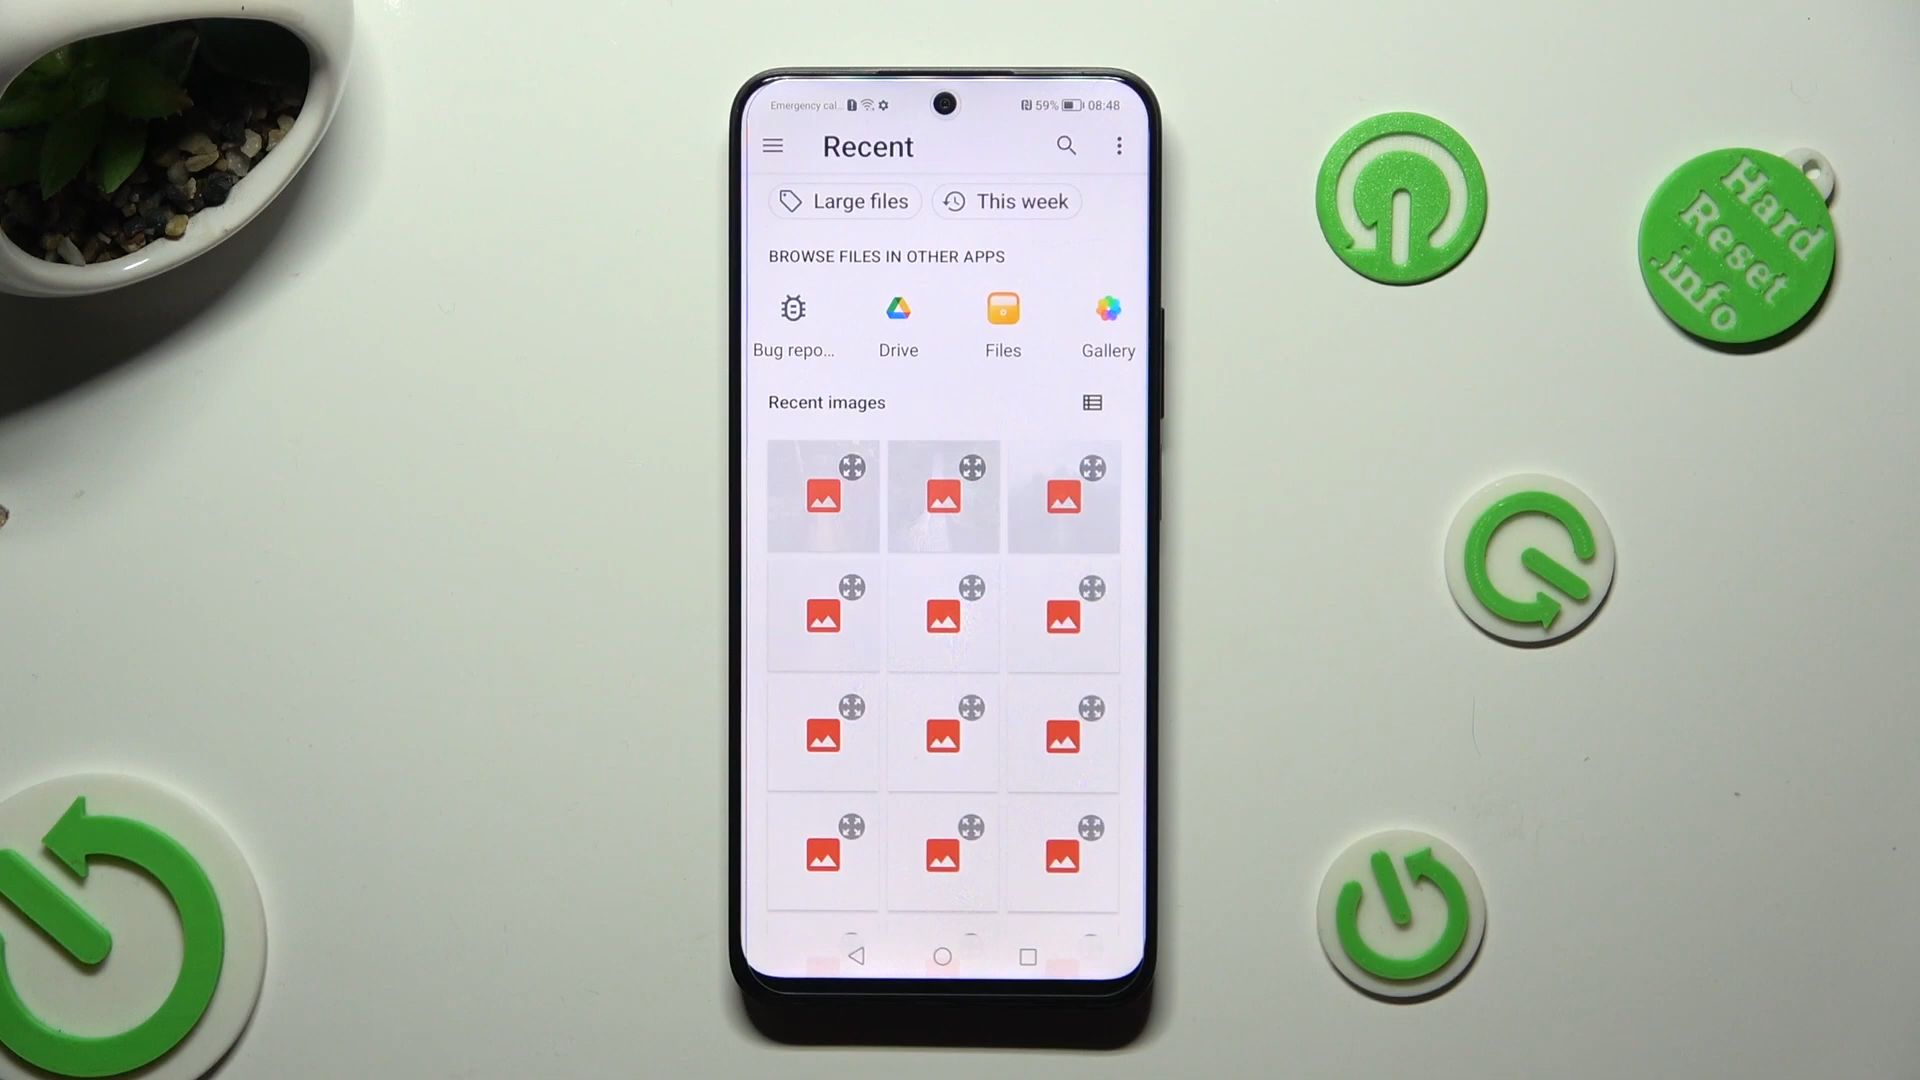 Emergency cal... 59% 08:48
Recent
Large files This week
BROWSE FILES IN OTHER APPS
Bug repo... Drive Files Gallery
Recent images
Hard
Reset
.info